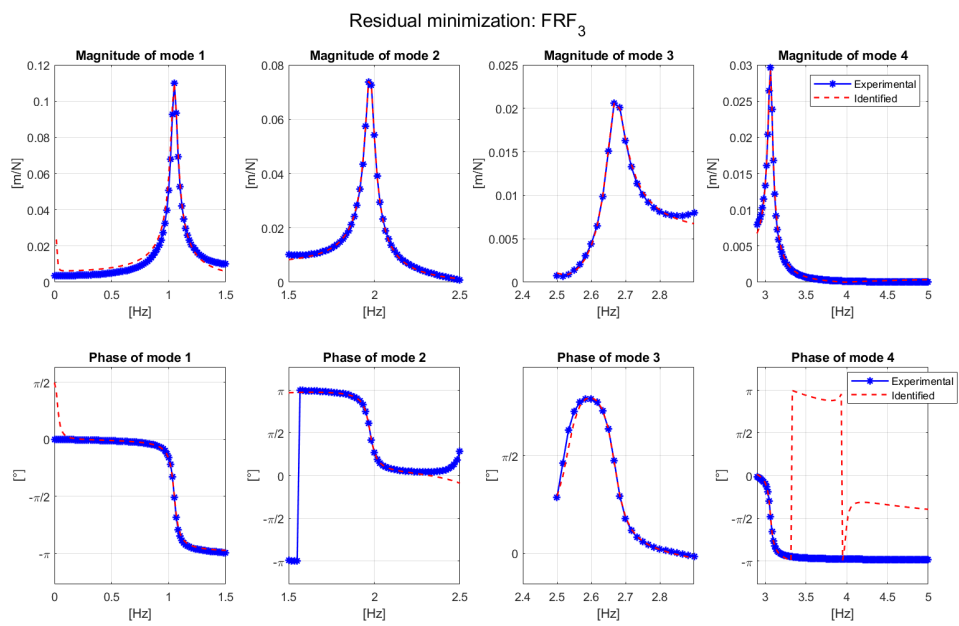 Residual minimization: FRF3
Magnitude of mode 1
Magnitude of mode 2
Magnitude of mode 3
Magnitude of mode 4
0.12
0.1
0.08
0.06
0.04
0.02
0
[m/N]
0
0.5
1
1.5
[Hz]
0.08
0.06
0.04
0.02
0
[m/N]
1.5
2
2.5
[Hz]
0.025
0.02
0.015
0.01
0.005
0
[m/N]
2.4
2.5
2.6
2.7
2.8
[Hz]
0.03
0.025
0.02
0.015
0.01
0.005
0
[m/N]
3
3.5
4
4.5
5
[Hz]
Experimental
Identified
Phase of mode 1
Phase of mode 2
Phase of mode 3
Phase of mode 4
π/2
0
-π/2
-π
[°]
0
0.5
1
1.5
[Hz]
π
π/2
0
-π/2
-π
[°]
1.5
2
2.5
[Hz]
π/2
0
[°]
2.4
2.5
2.6
2.7
2.8
[Hz]
π
π/2
0
-π/2
-π
[°]
3
3.5
4
4.5
5
[Hz]
Experimental
Identified